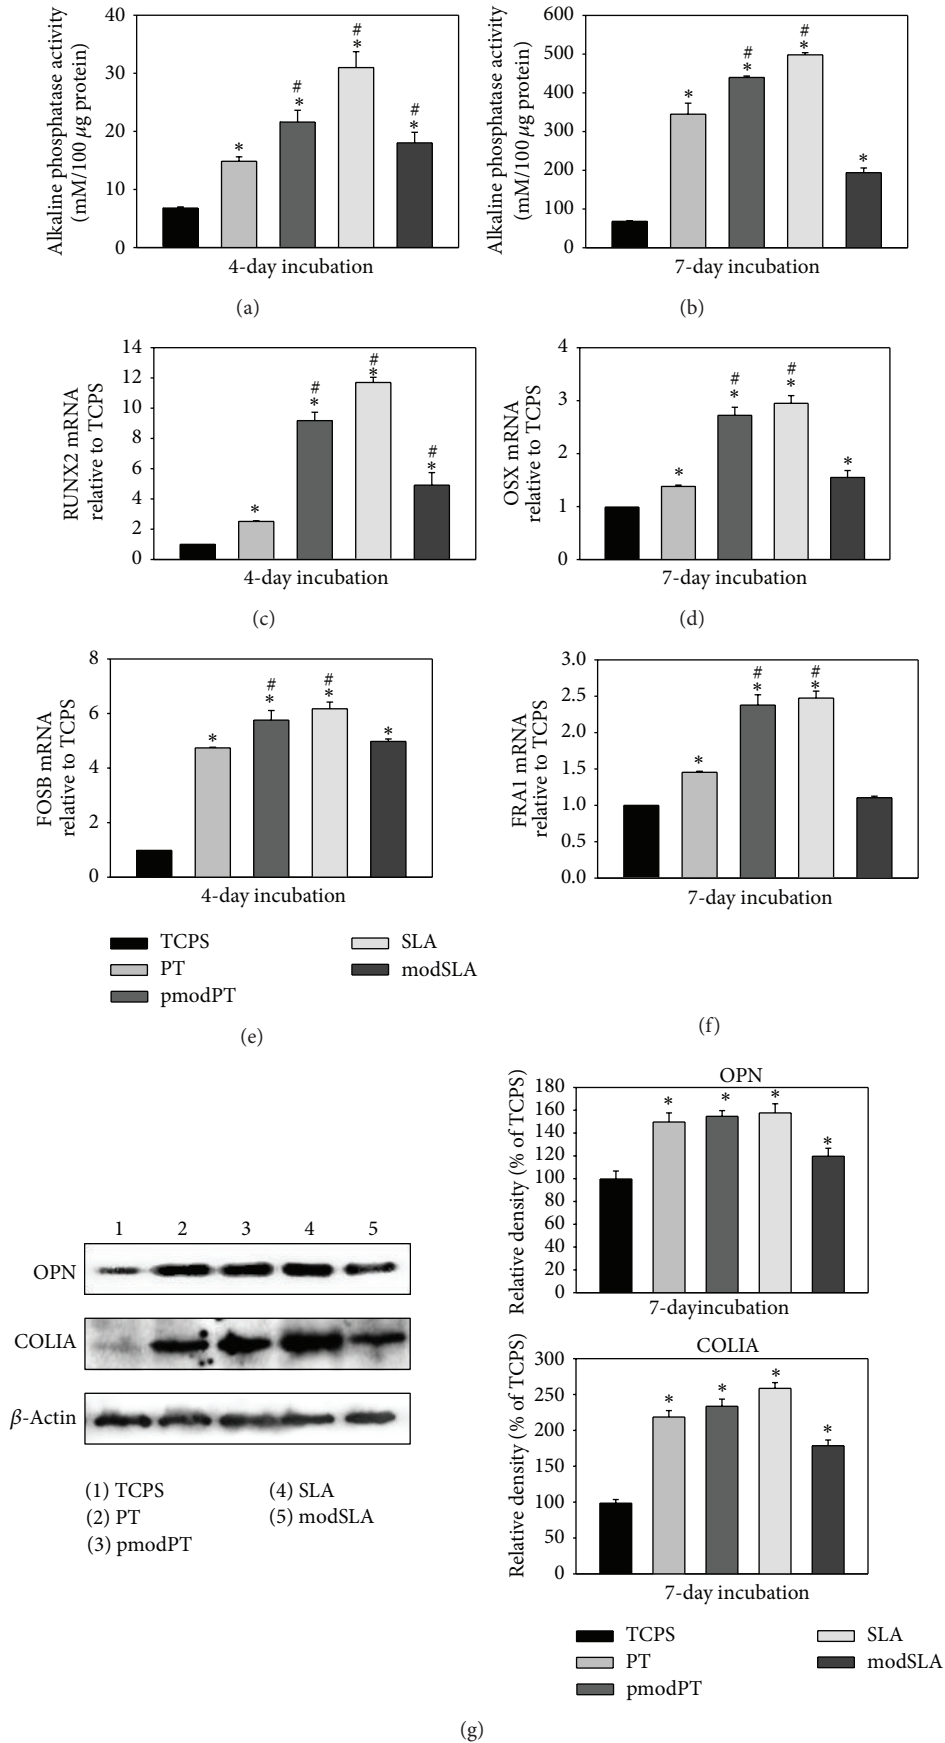 Alkaline phosphatase activity
(mM/100 μg protein)
40
30
20
10
0
*
#
*
#
*
#
*
4-day incubation
(a)
Alkaline phosphatase activity
(mM/100 μg protein)
600
500
400
300
200
100
0
*
#
*
#
*
*
7-day incubation
(b)
RUNX2 mRNA
relative to TCPS
14
12
10
8
6
4
2
0
*
#
*
#
*
#
*
4-day incubation
(c)
OSX mRNA
relative to TCPS
4
3
2
1
0
*
#
*
#
*
*
7-day incubation
(d)
FOSB mRNA
relative to TCPS
8
6
4
2
0
*
#
*
#
*
*
4-day incubation
TCPS
PT
pmodPT
SLA
modSLA
(e)
FRA1 mRNA
relative to TCPS
3.0
2.5
2.0
1.5
1.0
0.5
0.0
*
#
*
#
*
7-day incubation
(f)
1 2 3 4 5
OPN
COLIA
β-Actin
(1) TCPS
(2) PT
(3) pmodPT
(4) SLA
(5) modSLA
OPN
Relative density (% of TCPS)
180
160
140
120
100
80
60
40
20
0
*
*
*
*
7-dayincubation
COLIA
Relative density (% of TCPS)
300
250
200
150
100
50
0
*
*
*
*
7-day incubation
TCPS
PT
pmodPT
SLA
modSLA
(g)